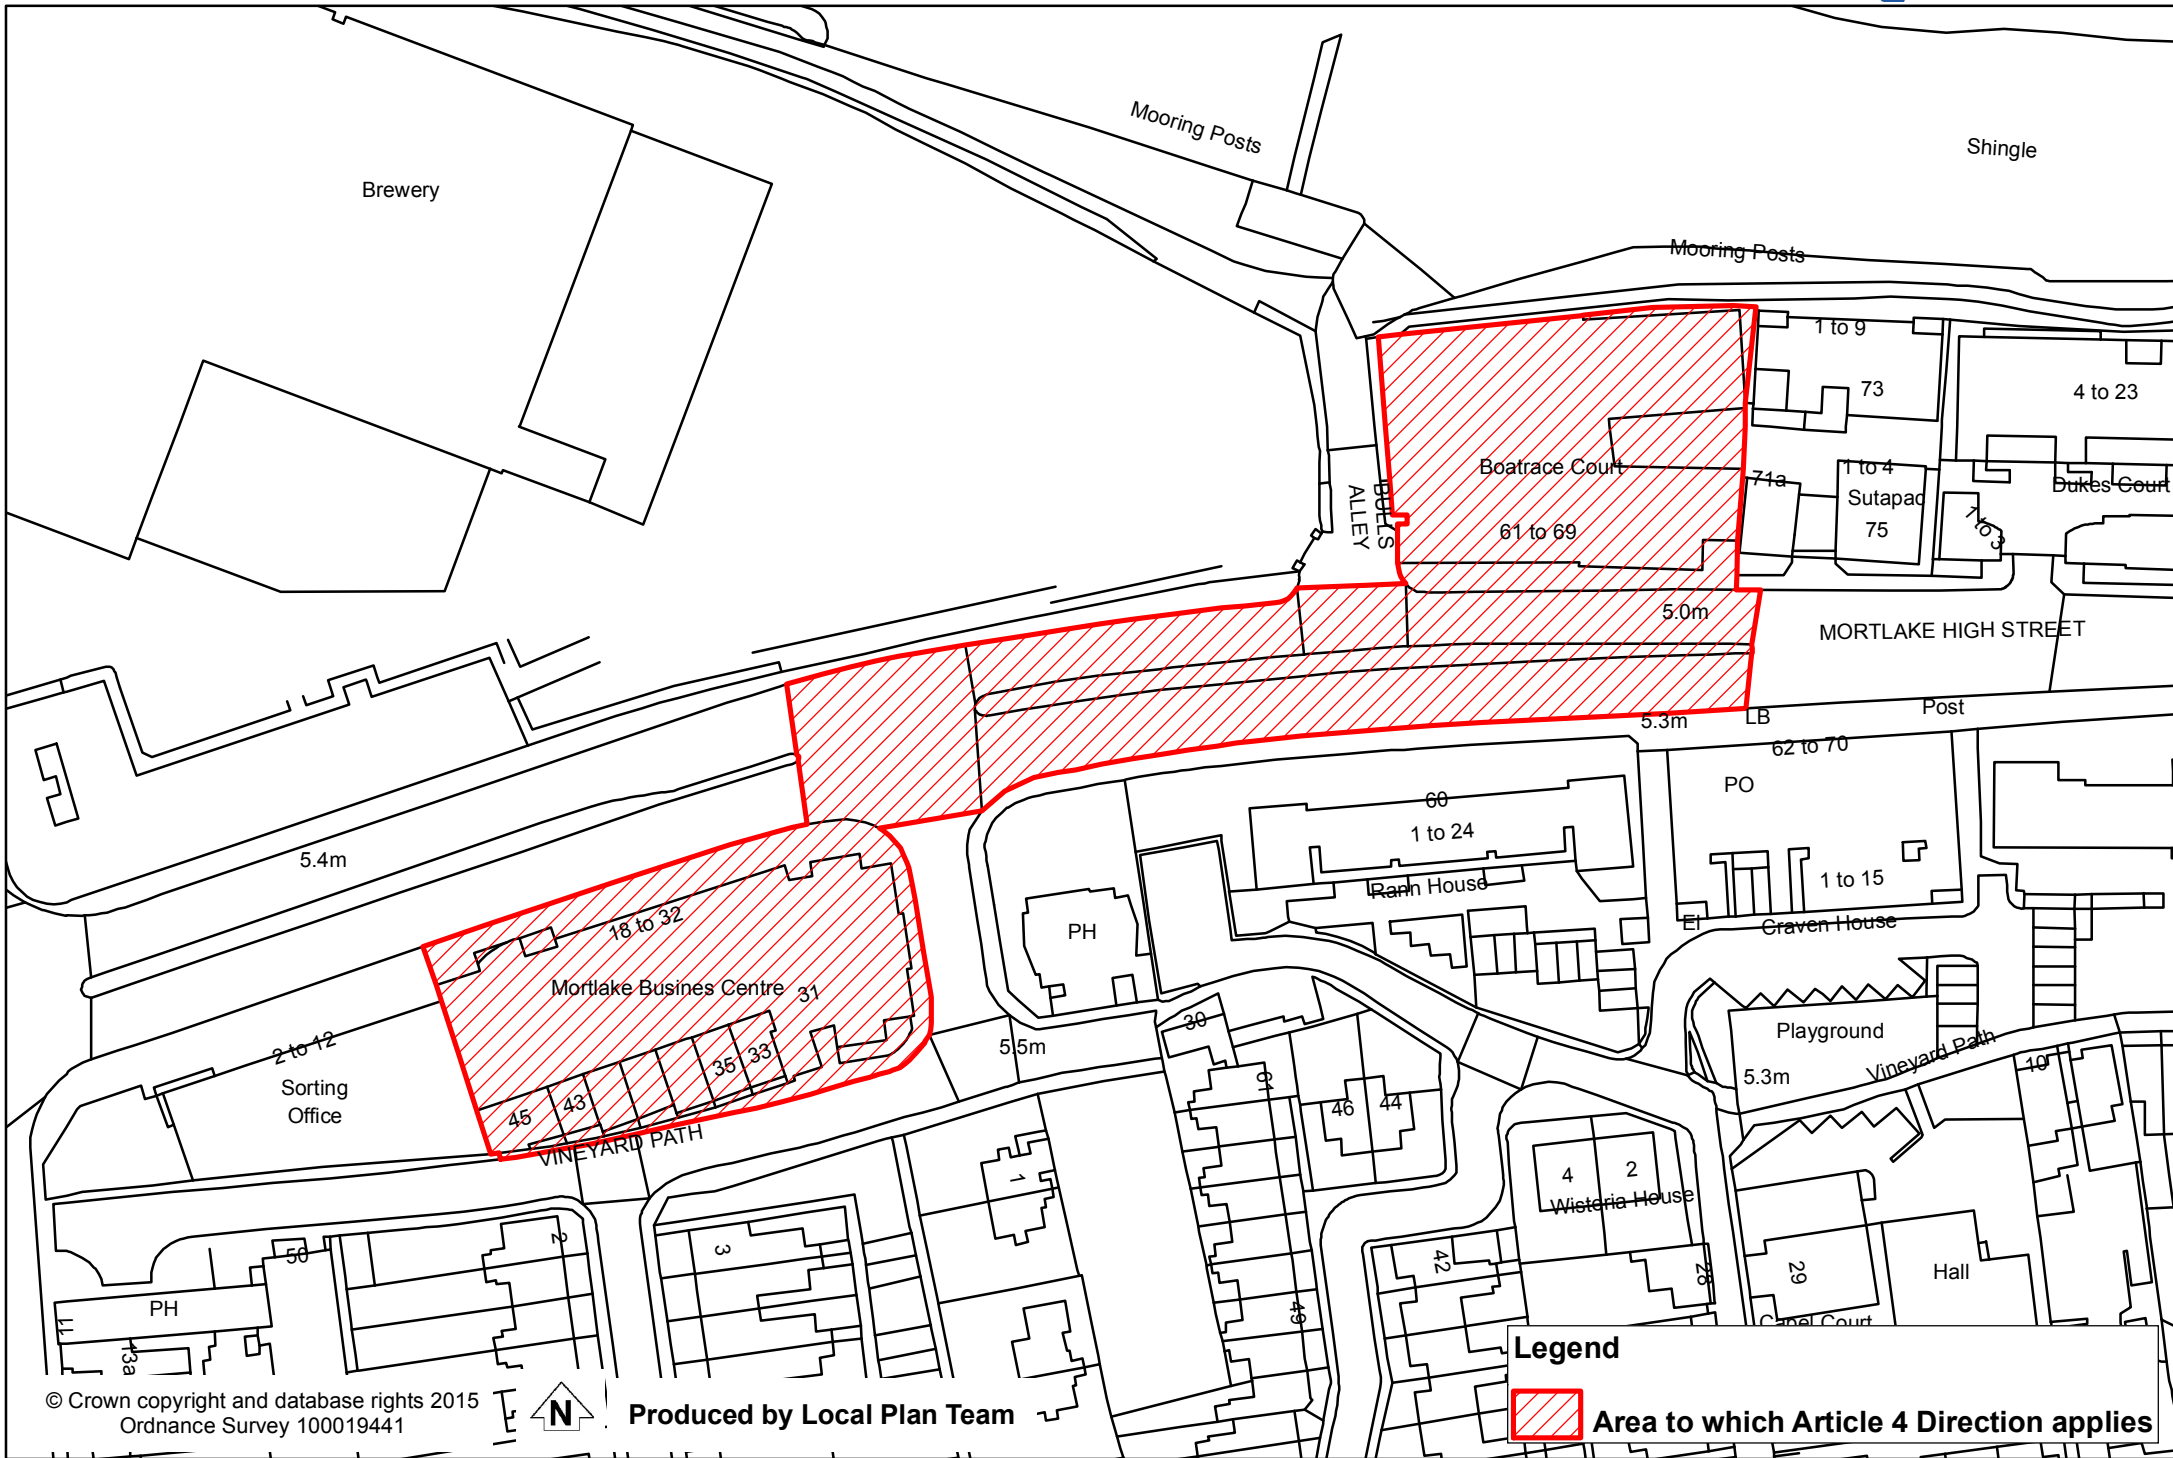 Mooring Posts
Shingle
Brewery
Mooring Posts
1 to 9
73
4 to 23
Boatrace Court
71a
1 to 4
Sutapac
Dukes Court
BULLS
ALLEY
61 to 69
75
1 to 3
5.0m
MORTLAKE HIGH STREET
5.3m
LB
Post
62 to 70
PO
60
1 to 24
5.4m
Rann House
1 to 15
18 to 32
PH
El
Craven House
Mortlake Busines Centre
31
30
Playground
2 to 12
5.5m
Vineyard Path
35
33
61
5.3m
10
Sorting
Office
45
43
46
44
VINEYARD PATH
1
4
2
Wisteria House
50
2
3
42
28
29
Hall
PH
11
49
13a
Capel Court
Legend
Area to which Article 4 Direction applies
© Crown copyright and database rights 2015
Ordnance Survey 100019441
N
Produced by Local Plan Team